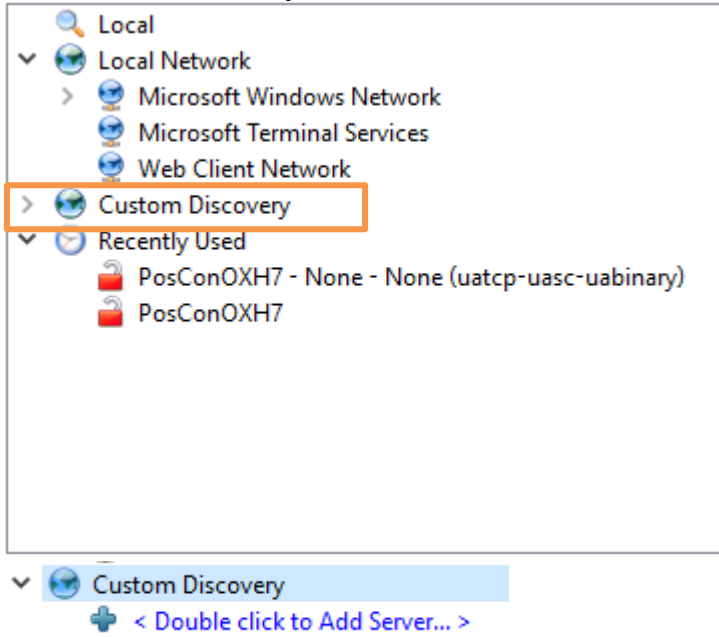 Local
Local Network
Microsoft Windows Network
Microsoft Terminal Services
Web Client Network
Custom Discovery
Recently Used
PosConOXH7 - None - None (uatcp-uasc-uabinary)
PosConOXH7
Custom Discovery
< Double click to Add Server... >